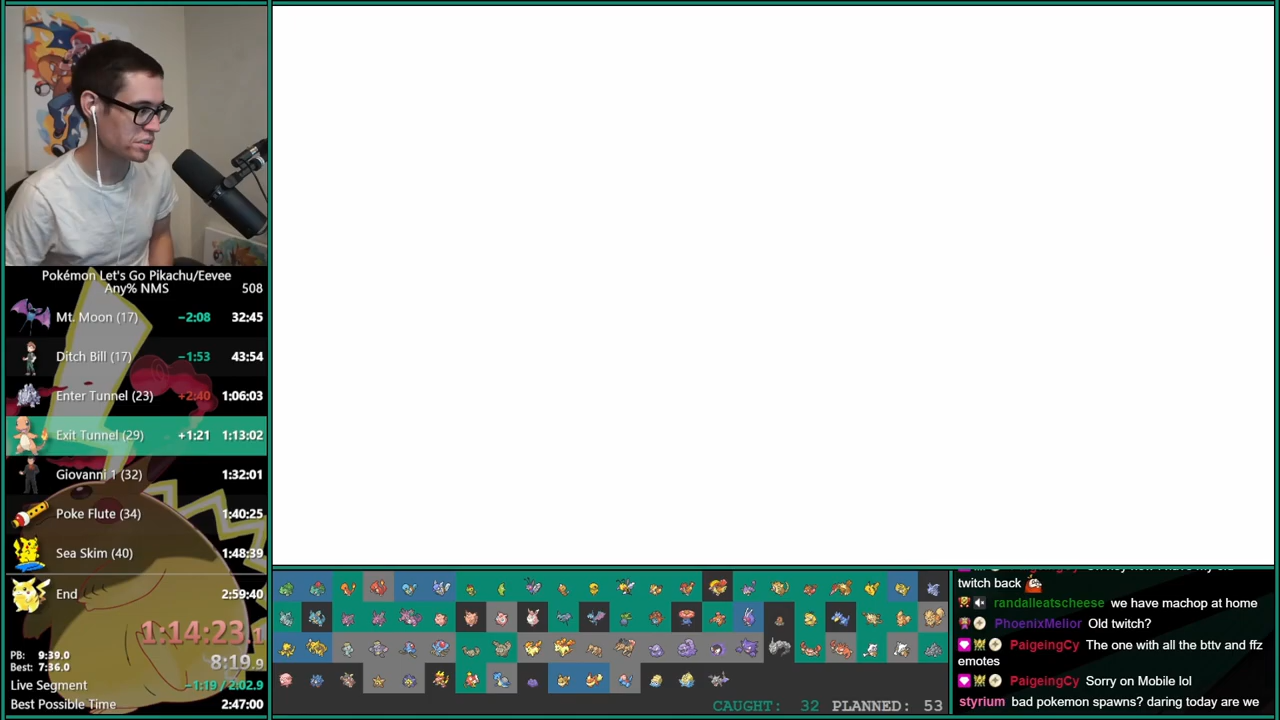 Pokémon Let's Go Pikachu/Eevee
Any% NMS 508
Mt. Moon (17) −2:08 32:45
Ditch Bill (17) −1:53 43:54
Enter Tunnel (23) +2:40 1:06:03
Exit Tunnel (29) +1:21 1:13:02
Giovanni 1 (32) 1:32:01
Poke Flute (34) 1:40:25
Sea Skim (40) 1:48:39
End 2:59:40
1:14:23.1
PB: 9:39.0
Best: 7:36.0
8:19.9
Live Segment −1:19 / 2:02.9
Best Possible Time 2:47:00
CAUGHT: 32 PLANNED: 53
twitch back
randalleatscheese we have machop at home
PhoenixMelior Old twitch?
PaigeingCy The one with all the bttv and ffz
emotes
PaigeingCy Sorry on Mobile lol
styrium bad pokemon spawns? daring today are we